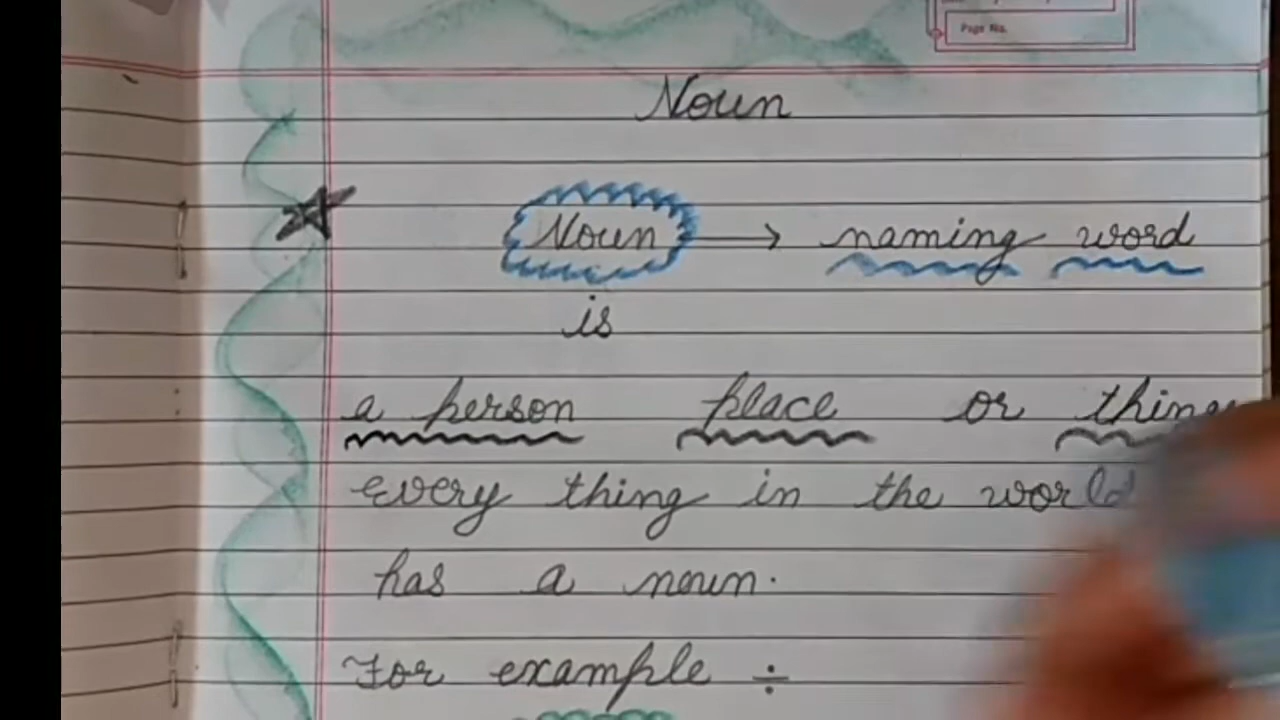 Page No.
Noun
Noun → naming word
is
a person place or thing
every thing in the world
has a noun.
For example ÷